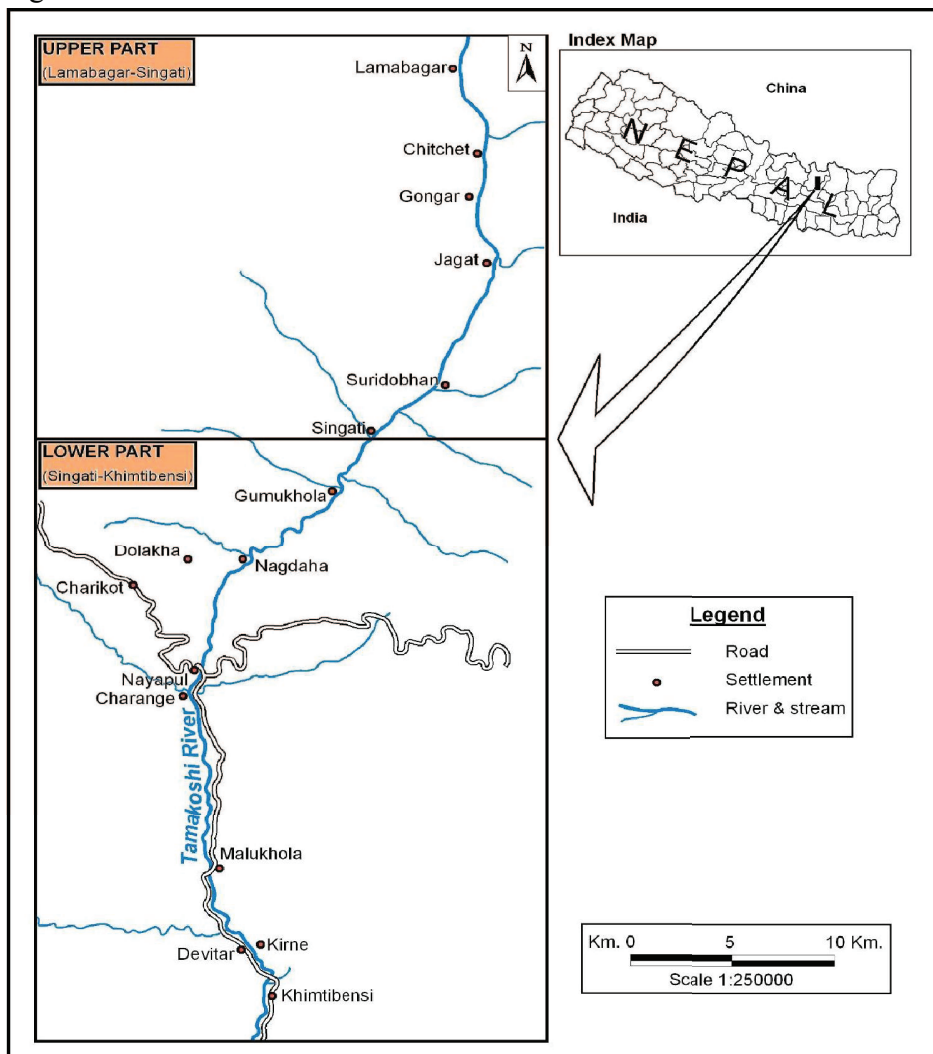 UPPER PART
(Lamabagar-Singati)
N
Lamabagar
Chitchet
Gongar
Jagat
Suridobhan
Singati
LOWER PART
(Singati-Khimtibensi)
Gumukhola
Dolakha
Nagdaha
Charikot
Nayapul
Charange
Tamakoshi River
Malukhola
Kirne
Devitar
Khimtibensi
Index Map
China
NEPAL
India
Legend
Road
Settlement
River & stream
Km. 0 5 10 Km.
Scale 1:250000